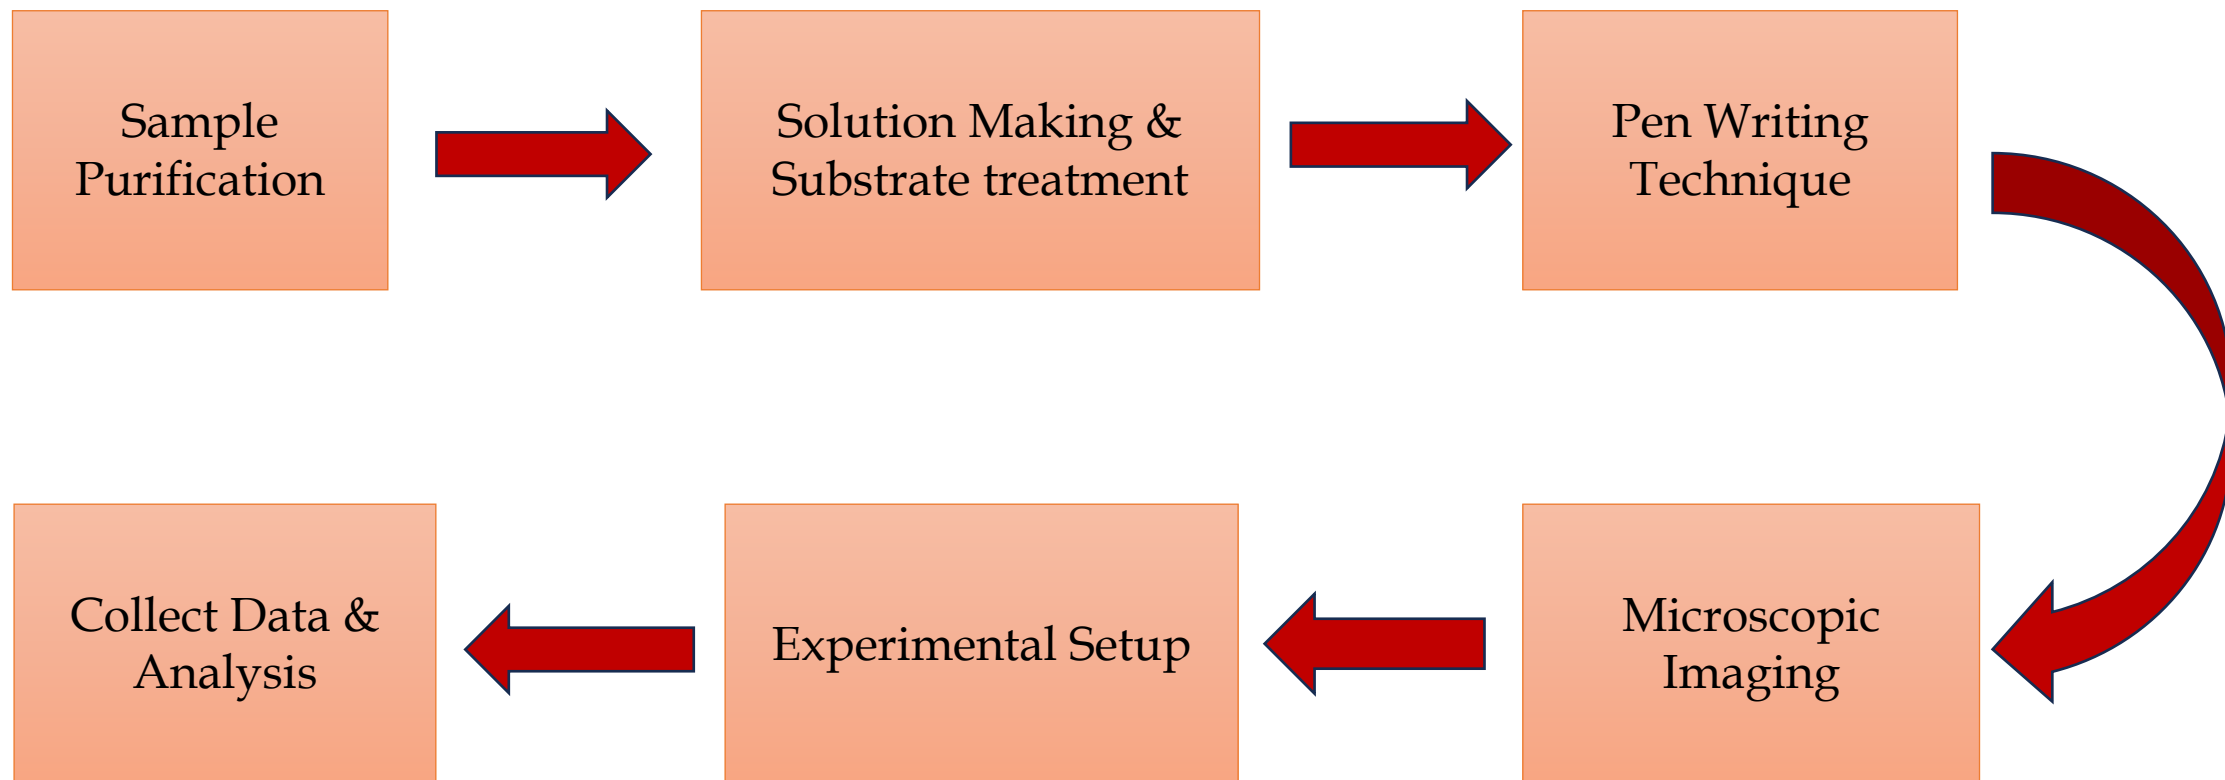 Sample
Purification
Solution Making &
Substrate treatment
Pen Writing
Technique
Microscopic
Imaging
Experimental Setup
Collect Data &
Analysis